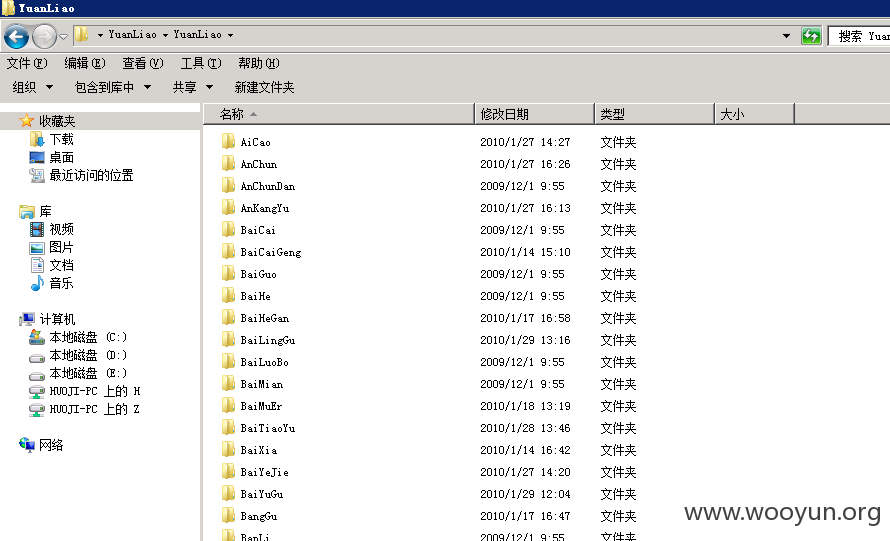 YuanLiao
YuanLiao YuanLiao 搜索 Yuan
文件(F) 编辑(E) 查看(V) 工具(T) 帮助(H)
组织 包含到库中 共享 新建文件夹
收藏夹
下载
桌面
最近访问的位置
库
视频
图片
文档
音乐
计算机
本地磁盘 (C:)
本地磁盘 (D:)
本地磁盘 (E:)
HUOJI-PC 上的 H
HUOJI-PC 上的 Z
网络
名称 修改日期 类型 大小
AiCao 2010/1/27 14:27 文件夹
AnChun 2010/1/27 16:26 文件夹
AnChunDan 2009/12/1 9:55 文件夹
AnKangYu 2010/1/27 16:13 文件夹
BaiCai 2009/12/1 9:55 文件夹
BaiCaiGeng 2010/1/14 15:10 文件夹
BaiGuo 2009/12/1 9:55 文件夹
BaiHe 2009/12/1 9:55 文件夹
BaiHeGan 2010/1/17 16:58 文件夹
BaiLingGu 2010/1/29 13:16 文件夹
BaiLuoBo 2009/12/1 9:55 文件夹
BaiMian 2009/12/1 9:55 文件夹
BaiMuEr 2010/1/18 13:19 文件夹
BaiTiaoYu 2010/1/28 13:46 文件夹
BaiXia 2010/1/14 16:42 文件夹
BaiYeJie 2010/1/27 14:20 文件夹
BaiYuGu 2010/1/29 12:04 文件夹
BangGu 2010/1/17 16:47 文件夹
BanLi 2009/12/1 9:55 文件夹
www.wooyun.org